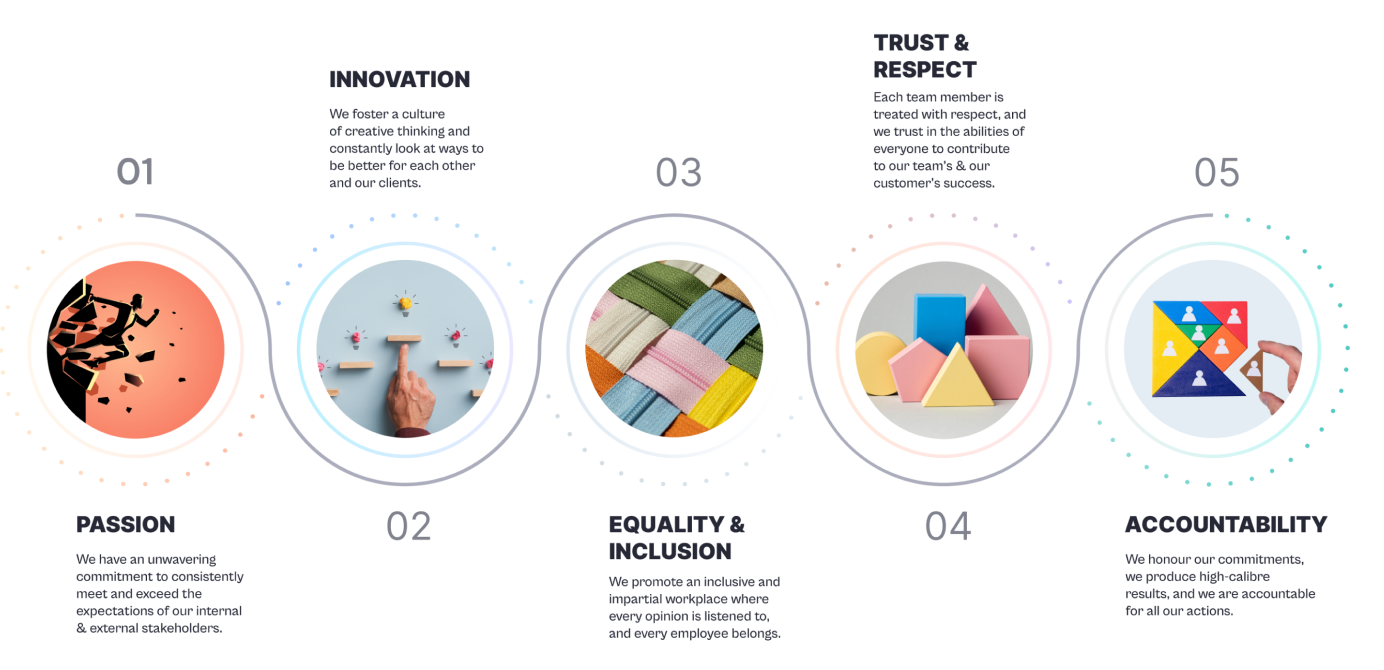 01
PASSION
We have an unwavering
commitment to consistently
meet and exceed the
expectations of our internal
& external stakeholders.
INNOVATION
We foster a culture
of creative thinking and
constantly look at ways to
be better for each other
and our clients.
02
03
EQUALITY &
INCLUSION
We promote an inclusive and
impartial workplace where
every opinion is listened to,
and every employee belongs.
TRUST &
RESPECT
Each team member is
treated with respect, and
we trust in the abilities of
everyone to contribute
to our team's & our
customer's success.
04
05
ACCOUNTABILITY
We honour our commitments,
we produce high-calibre
results, and we are accountable
for all our actions.